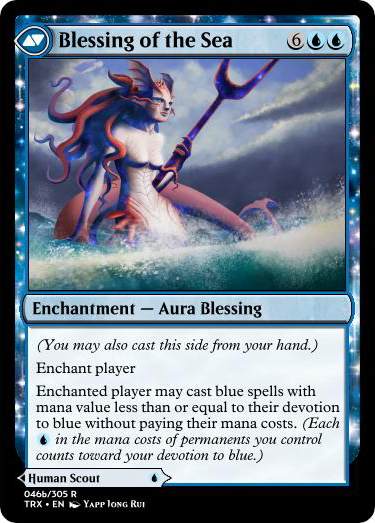 Blessing of the Sea 6
Enchantment — Aura Blessing
(You may also cast this side from your hand.)
Enchant player
Enchanted player may cast blue spells with
mana value less than or equal to their devotion
to blue without paying their mana costs. (Each
in the mana costs of permanents you control
counts toward your devotion to blue.)
Human Scout
046b/305 R
TRX • EN Yapp Jong Rui